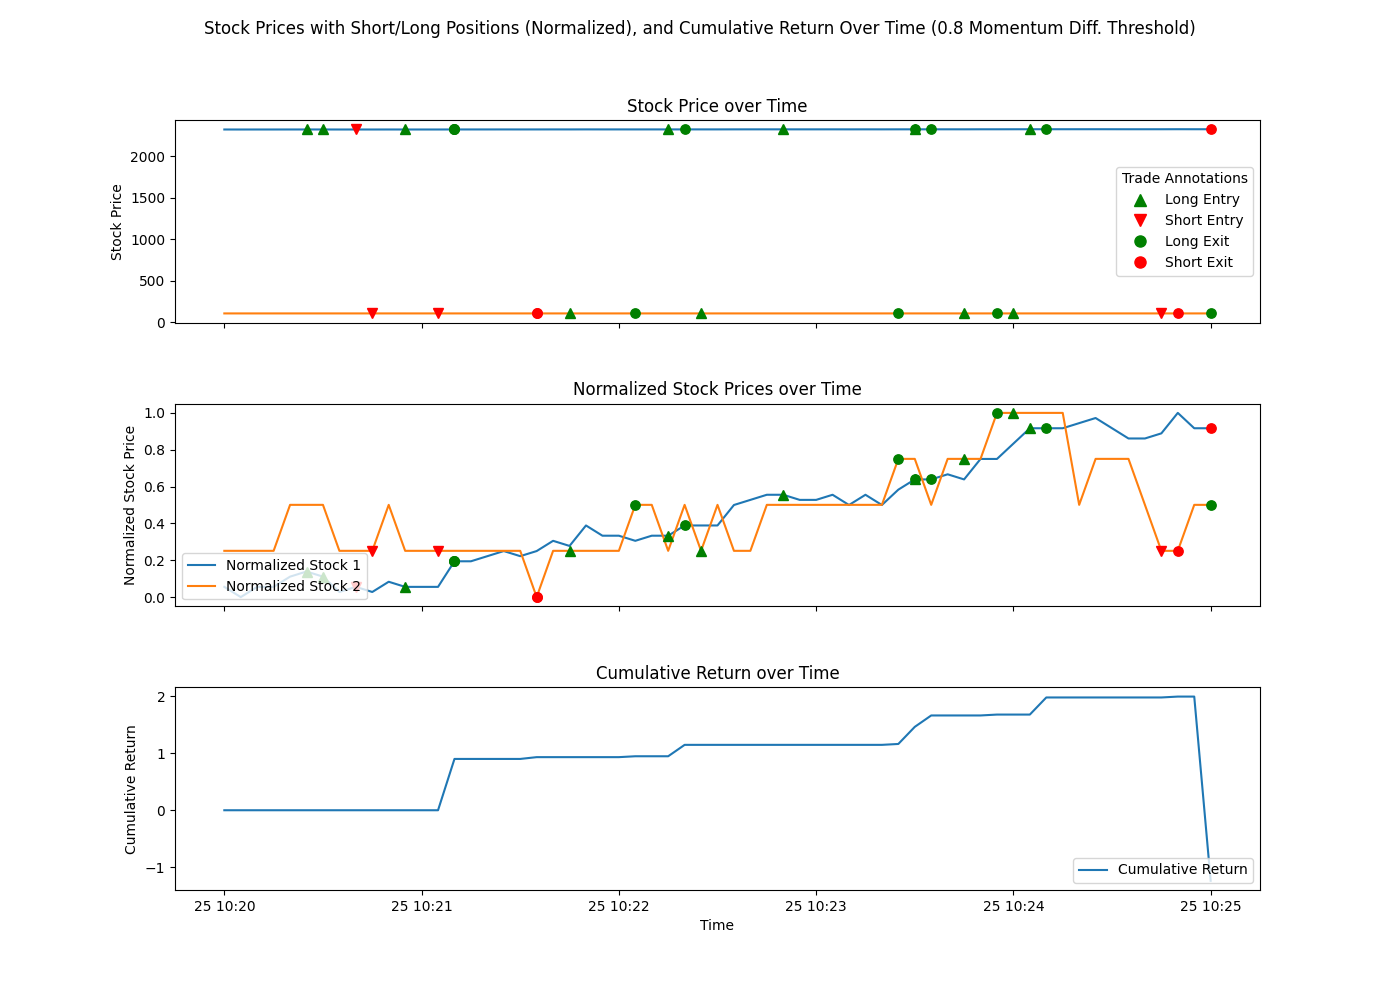 Stock Prices with Short/Long Positions (Normalized), and Cumulative Return Over Time (0.8 Momentum Diff. Threshold)
Stock Price over Time
Stock Price
2000
1500
1000
500
0
Trade Annotations
Long Entry
Short Entry
Long Exit
Short Exit
Normalized Stock Prices over Time
Normalized Stock Price
1.0
0.8
0.6
0.4
0.2
0.0
Normalized Stock 1
Normalized Stock 2
Cumulative Return over Time
Cumulative Return
2
1
0
−1
Cumulative Return
25 10:20
25 10:21
25 10:22
25 10:23
25 10:24
25 10:25
Time